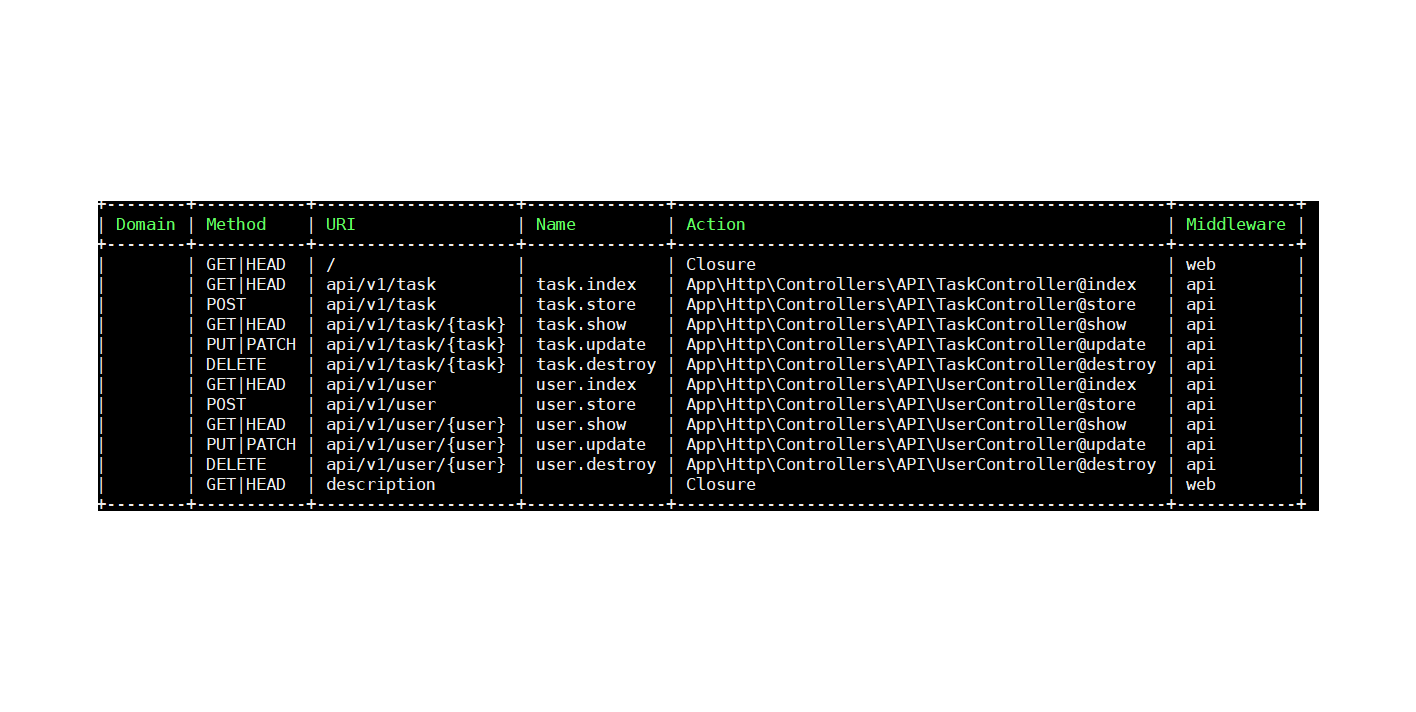 +--------+-----------+--------------------+--------------+------------------------------------------------+------------+
| Domain | Method    | URI                | Name         | Action                                         | Middleware |
+--------+-----------+--------------------+--------------+------------------------------------------------+------------+
|        | GET|HEAD  | /                  |              | Closure                                        | web        |
|        | GET|HEAD  | api/v1/task        | task.index   | App\Http\Controllers\API\TaskController@index   | api        |
|        | POST      | api/v1/task        | task.store   | App\Http\Controllers\API\TaskController@store   | api        |
|        | GET|HEAD  | api/v1/task/{task} | task.show    | App\Http\Controllers\API\TaskController@show    | api        |
|        | PUT|PATCH | api/v1/task/{task} | task.update  | App\Http\Controllers\API\TaskController@update  | api        |
|        | DELETE    | api/v1/task/{task} | task.destroy | App\Http\Controllers\API\TaskController@destroy | api        |
|        | GET|HEAD  | api/v1/user        | user.index   | App\Http\Controllers\API\UserController@index   | api        |
|        | POST      | api/v1/user        | user.store   | App\Http\Controllers\API\UserController@store   | api        |
|        | GET|HEAD  | api/v1/user/{user} | user.show    | App\Http\Controllers\API\UserController@show    | api        |
|        | PUT|PATCH | api/v1/user/{user} | user.update  | App\Http\Controllers\API\UserController@update  | api        |
|        | DELETE    | api/v1/user/{user} | user.destroy | App\Http\Controllers\API\UserController@destroy | api        |
|        | GET|HEAD  | description        |              | Closure                                        | web        |
+--------+-----------+--------------------+--------------+------------------------------------------------+------------+